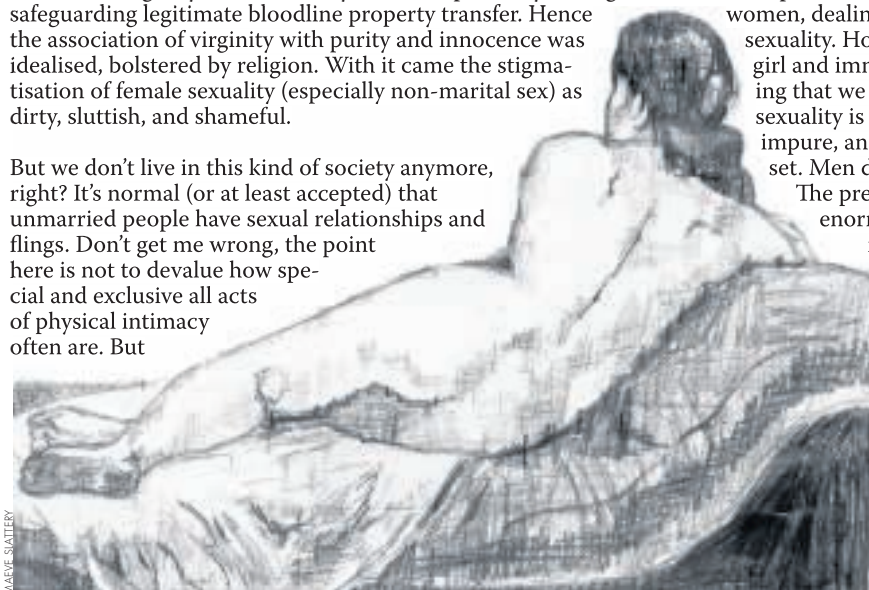 safeguarding legitimate bloodline property transfer. Hence
the association of virginity with purity and innocence was
idealised, bolstered by religion. With it came the stigma-
tisation of female sexuality (especially non-marital sex) as
dirty, sluttish, and shameful.
But we don't live in this kind of society anymore,
right? It's normal (or at least accepted) that
unmarried people have sexual relationships and
flings. Don't get me wrong, the point
here is not to devalue how spe-
cial and exclusive all acts
of physical intimacy
often are. But
women, dealin
sexuality. Ho
girl and
ing that we
sexuality is
impure, an
set. Men d
The pre
MAEVE SLATTERY